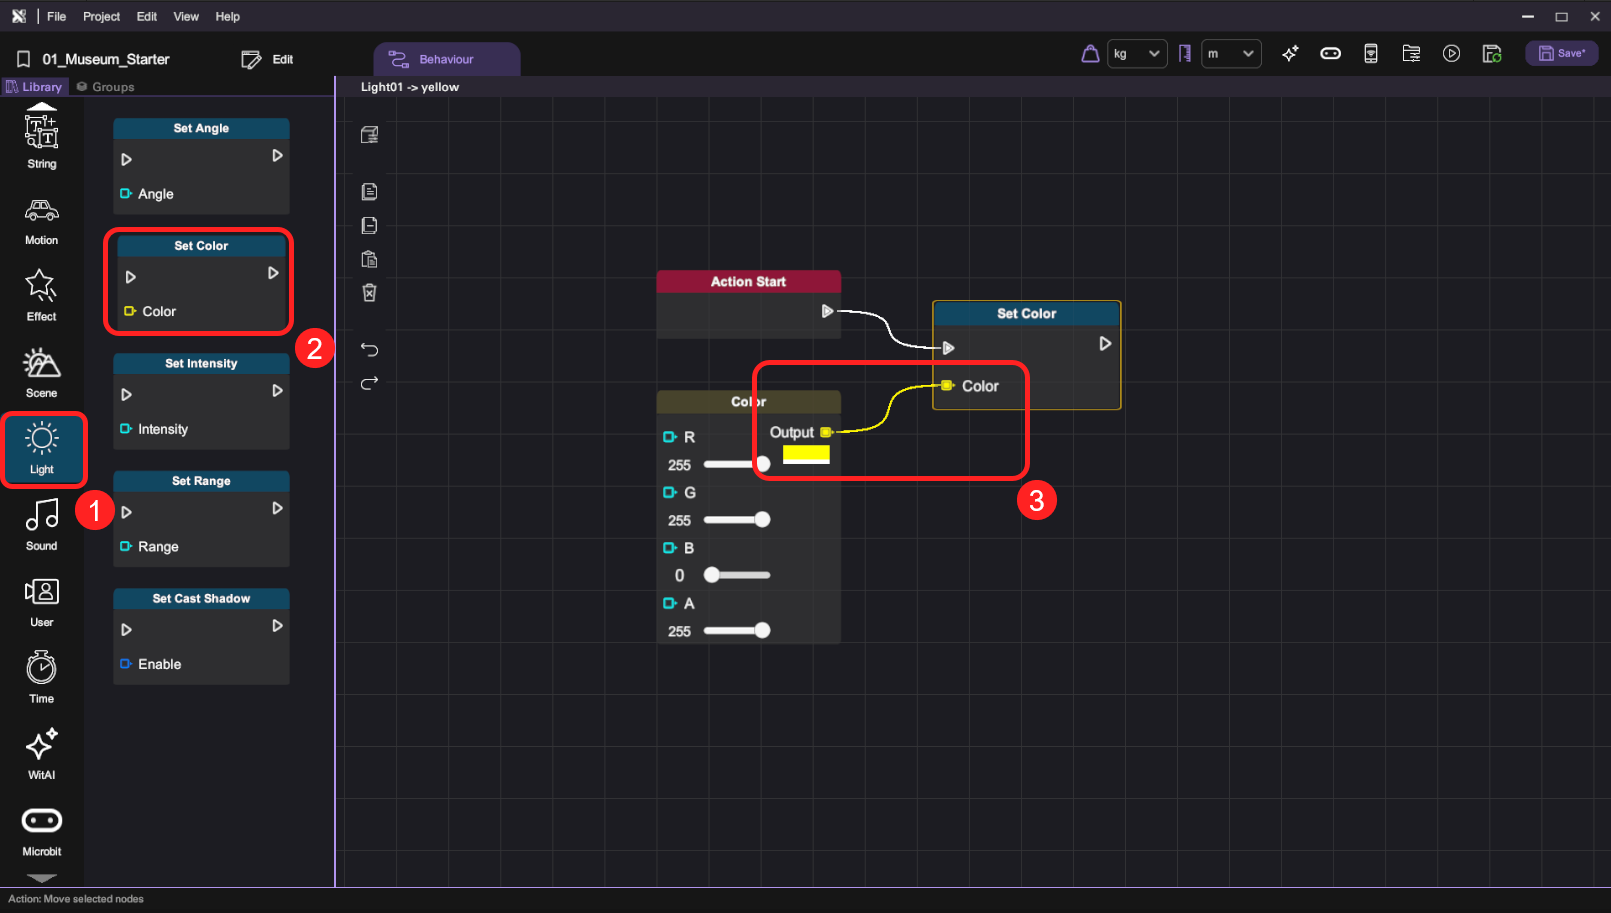 File Project Edit View Help
01_Museum_Starter
Edit
Behaviour
kg
m
Save*
Library
Groups
Light01 -> yellow
String
Motion
Effect
Scene
Light
Sound
User
Time
WitAI
Microbit
Set Angle
Angle
Set Color
Color
2
Set Intensity
Intensity
1
Set Range
Range
Set Cast Shadow
Enable
Action Start
Set Color
Color
Color
Output
R
255
G
255
B
0
A
255
3
Action: Move selected nodes